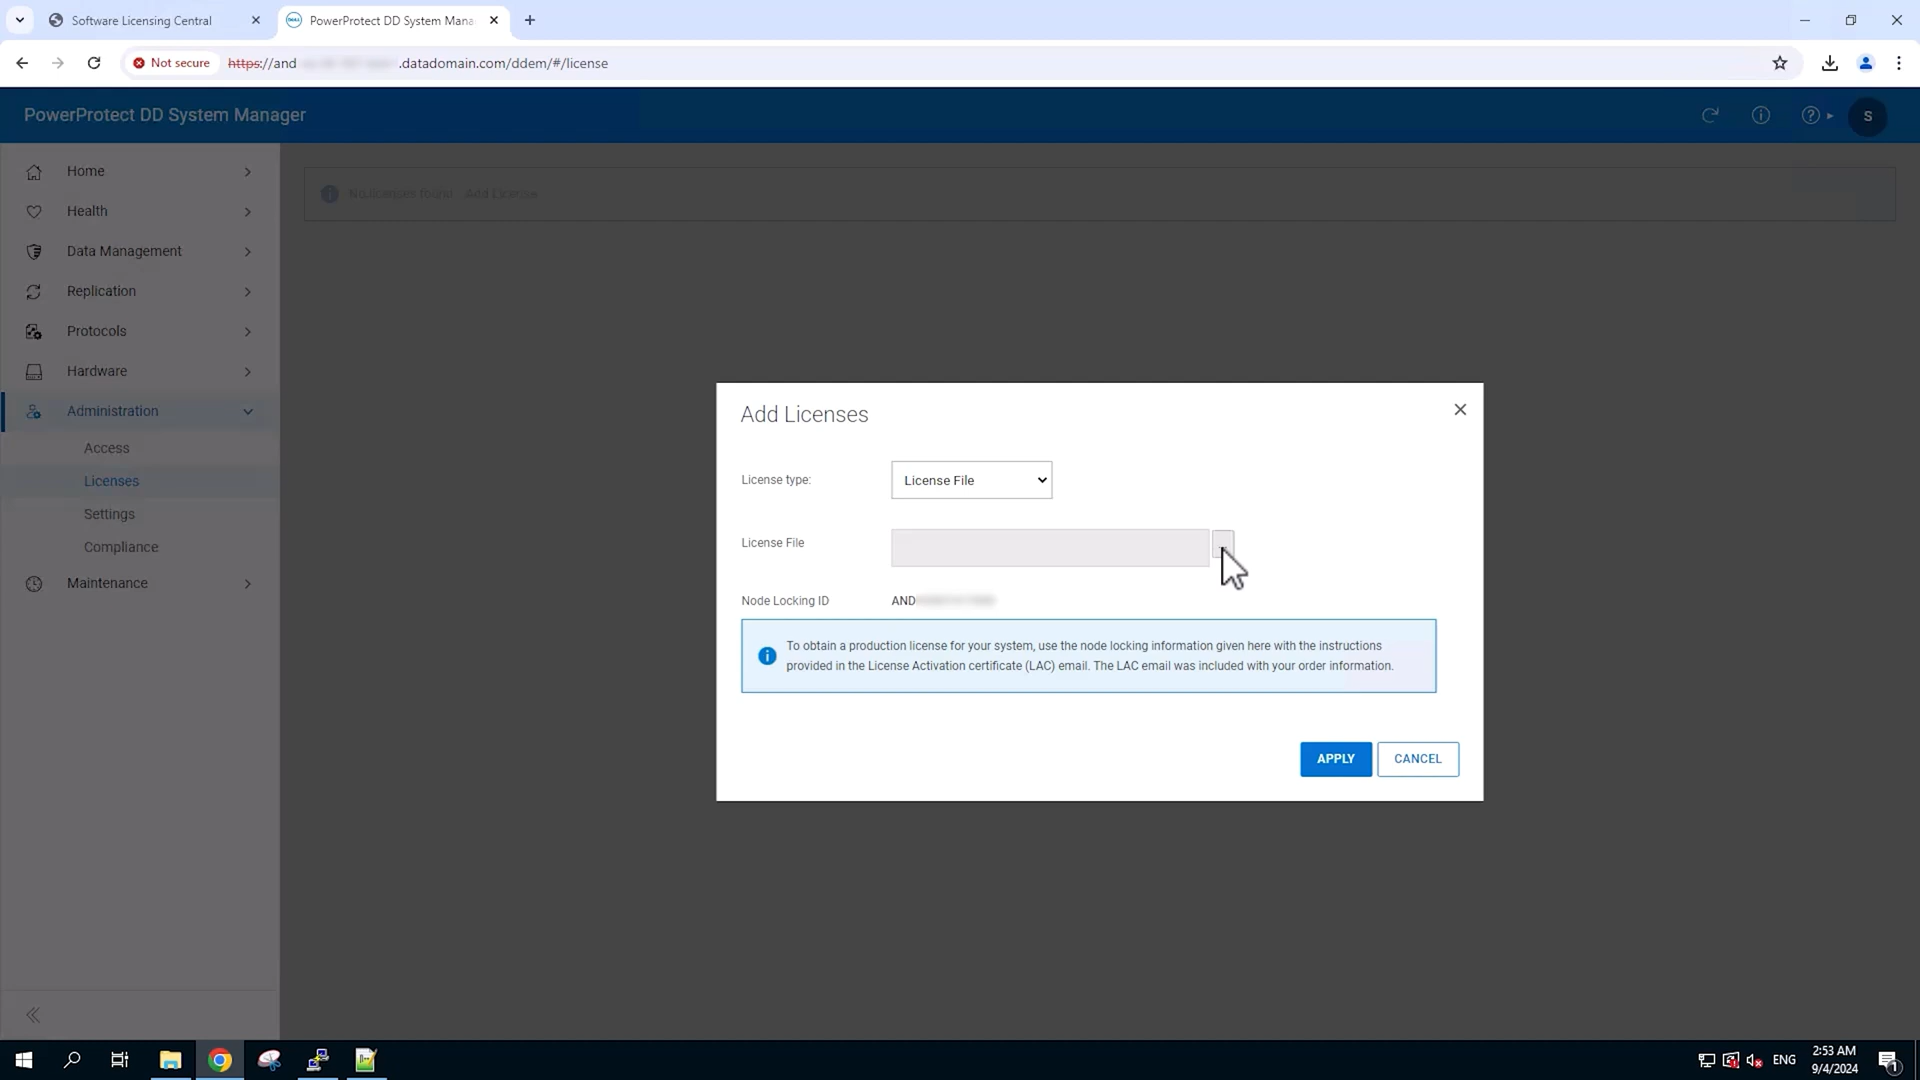 Software Licensing Central
PowerProtect DD System Mana
Not secure
https://and
.datadomain.com/ddem/#/license
PowerProtect DD System Manager
S
Home
Health
Data Management
Replication
Protocols
Hardware
Administration
Access
Licenses
Settings
Compliance
Maintenance
No licenses found Add License
Add Licenses
License type:
License File
License File
Node Locking ID
AND
To obtain a production license for your system, use the node locking information given here with the instructions
provided in the License Activation certificate (LAC) email. The LAC email was included with your order information.
APPLY
CANCEL
ENG
2:53 AM
9/4/2024
1